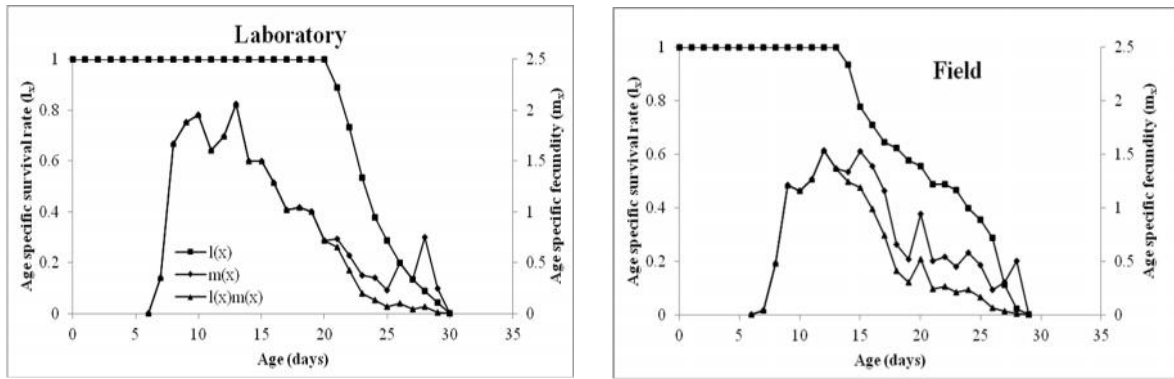 Laboratory
Age specific survival rate (lₓ)
1
0.8
0.6
0.4
0.2
0
2.5
2
1.5
1
0.5
0
Age specific fecundity (mₓ)
l(x)
m(x)
l(x)m(x)
0 5 10 15 20 25 30 35
Age (days)
Field
Age specific survival rate (lₓ)
1
0.8
0.6
0.4
0.2
0
2.5
2
1.5
1
0.5
0
Age specific fecundity (mₓ)
0 5 10 15 20 25 30 35
Age (days)